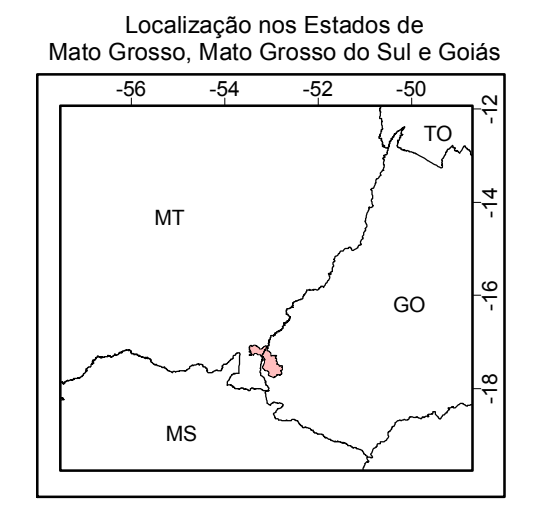 Localização nos Estados de
Mato Grosso, Mato Grosso do Sul e Goiás
-56 -54 -52 -50
-12
TO
-14
MT
-16
GO
-18
MS